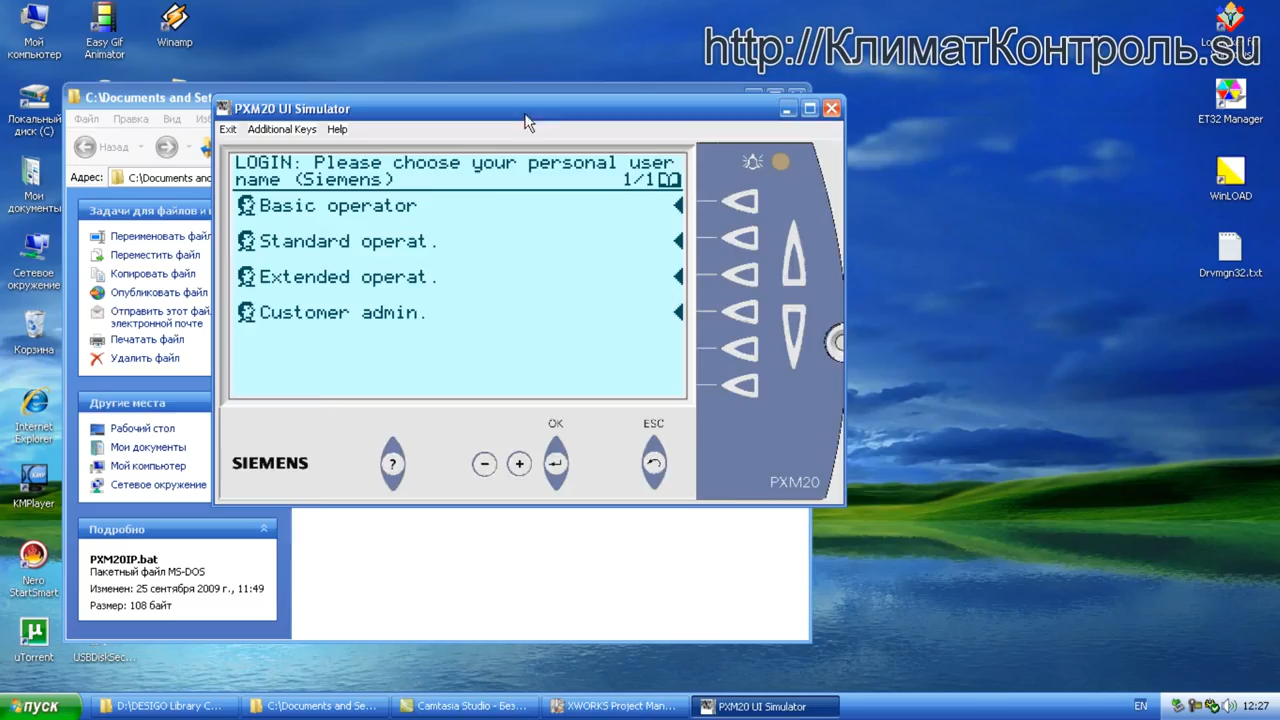 http://КлиматКонтроль.su
Мой
компьютер
Easy Gif
Animator
Winamp
Локальный
диск (C)
Мои
документы
Сетевое
окружение
Корзина
Internet
Explorer
KMPlayer
Nero
StartSmart
uTorrent
USBDiskSec...
ET32 Manager
WinLOAD
Drvmgn32.txt
C:\Documents and Set
Файл Правка Вид Из
Назад
Адрес: C:\Documents and
Задачи для файлов и
Переименовать файл
Переместить файл
Копировать файл
Опубликовать файл
Отправить этот фай
электронной почте
Печатать файл
Удалить файл
Другие места
Рабочий стол
Мои документы
Мой компьютер
Сетевое окружение
Подробно
PXM20IP.bat
Пакетный файл MS-DOS
Изменен: 25 сентября 2009 г., 11:49
Размер: 108 байт
PXM20 UI Simulator
Exit Additional Keys Help
LOGIN: Please choose your personal user
name (Siemens) 1/1
Basic operator
Standard operat.
Extended operat.
Customer admin.
OK ESC
SIEMENS ? − +
PXM20
пуск
D:\DESIGO Library C...
C:\Documents and Se...
Camtasia Studio - Без...
XWORKS Project Man...
PXM20 UI Simulator
EN
12:27